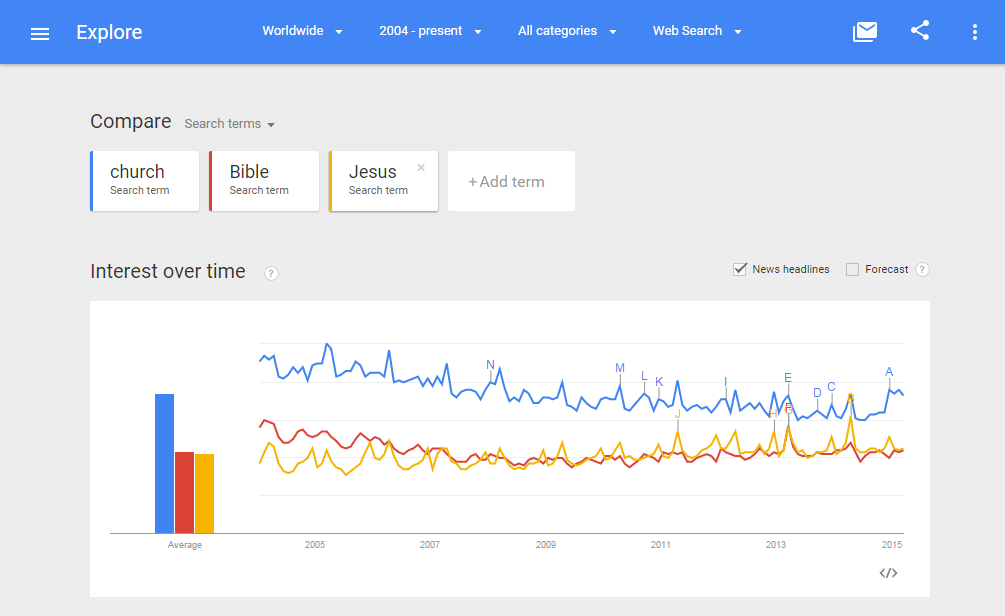 Explore Worldwide 2004 - present All categories Web Search
Compare Search terms
church Bible Jesus ×
Search term Search term Search term
+Add term
Interest over time ? News headlines Forecast ?
N M L K J I E D C A
Average 2005 2007 2009 2011 2013 2015
</>